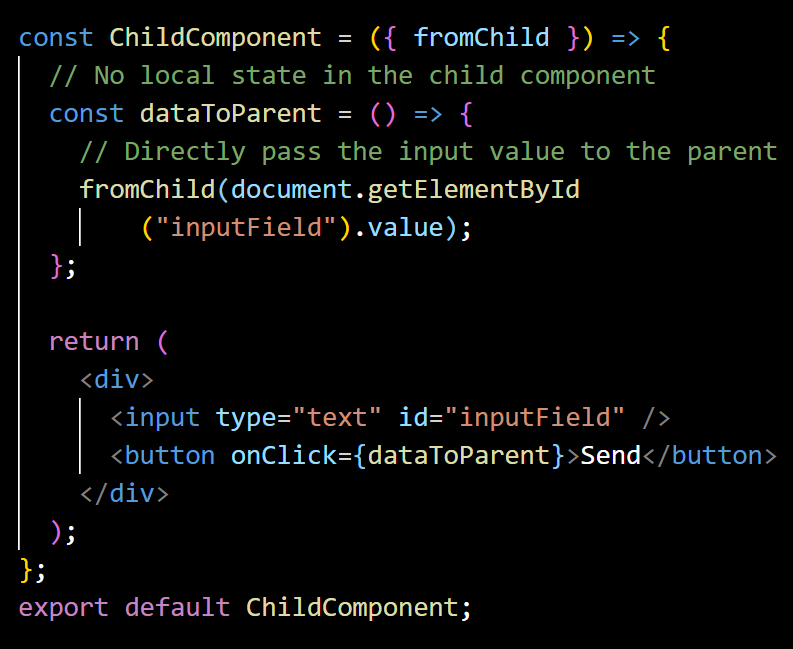 const ChildComponent = ({ fromChild }) => {
// No local state in the child component
const dataToParent = () => {
// Directly pass the input value to the parent
fromChild(document.getElementById
("inputField").value);
};
return (
<div>
<input type="text" id="inputField" />
<button onClick={dataToParent}>Send</button>
</div>
);
};
export default ChildComponent;